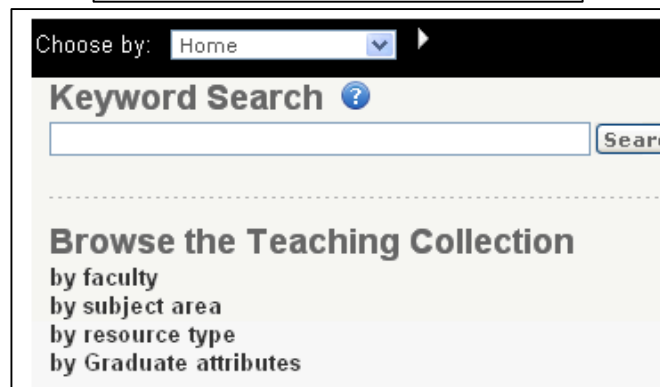 Choose by: Home
Keyword Search ?
Browse the Teaching Collection
by faculty
by subject area
by resource type
by Graduate attributes